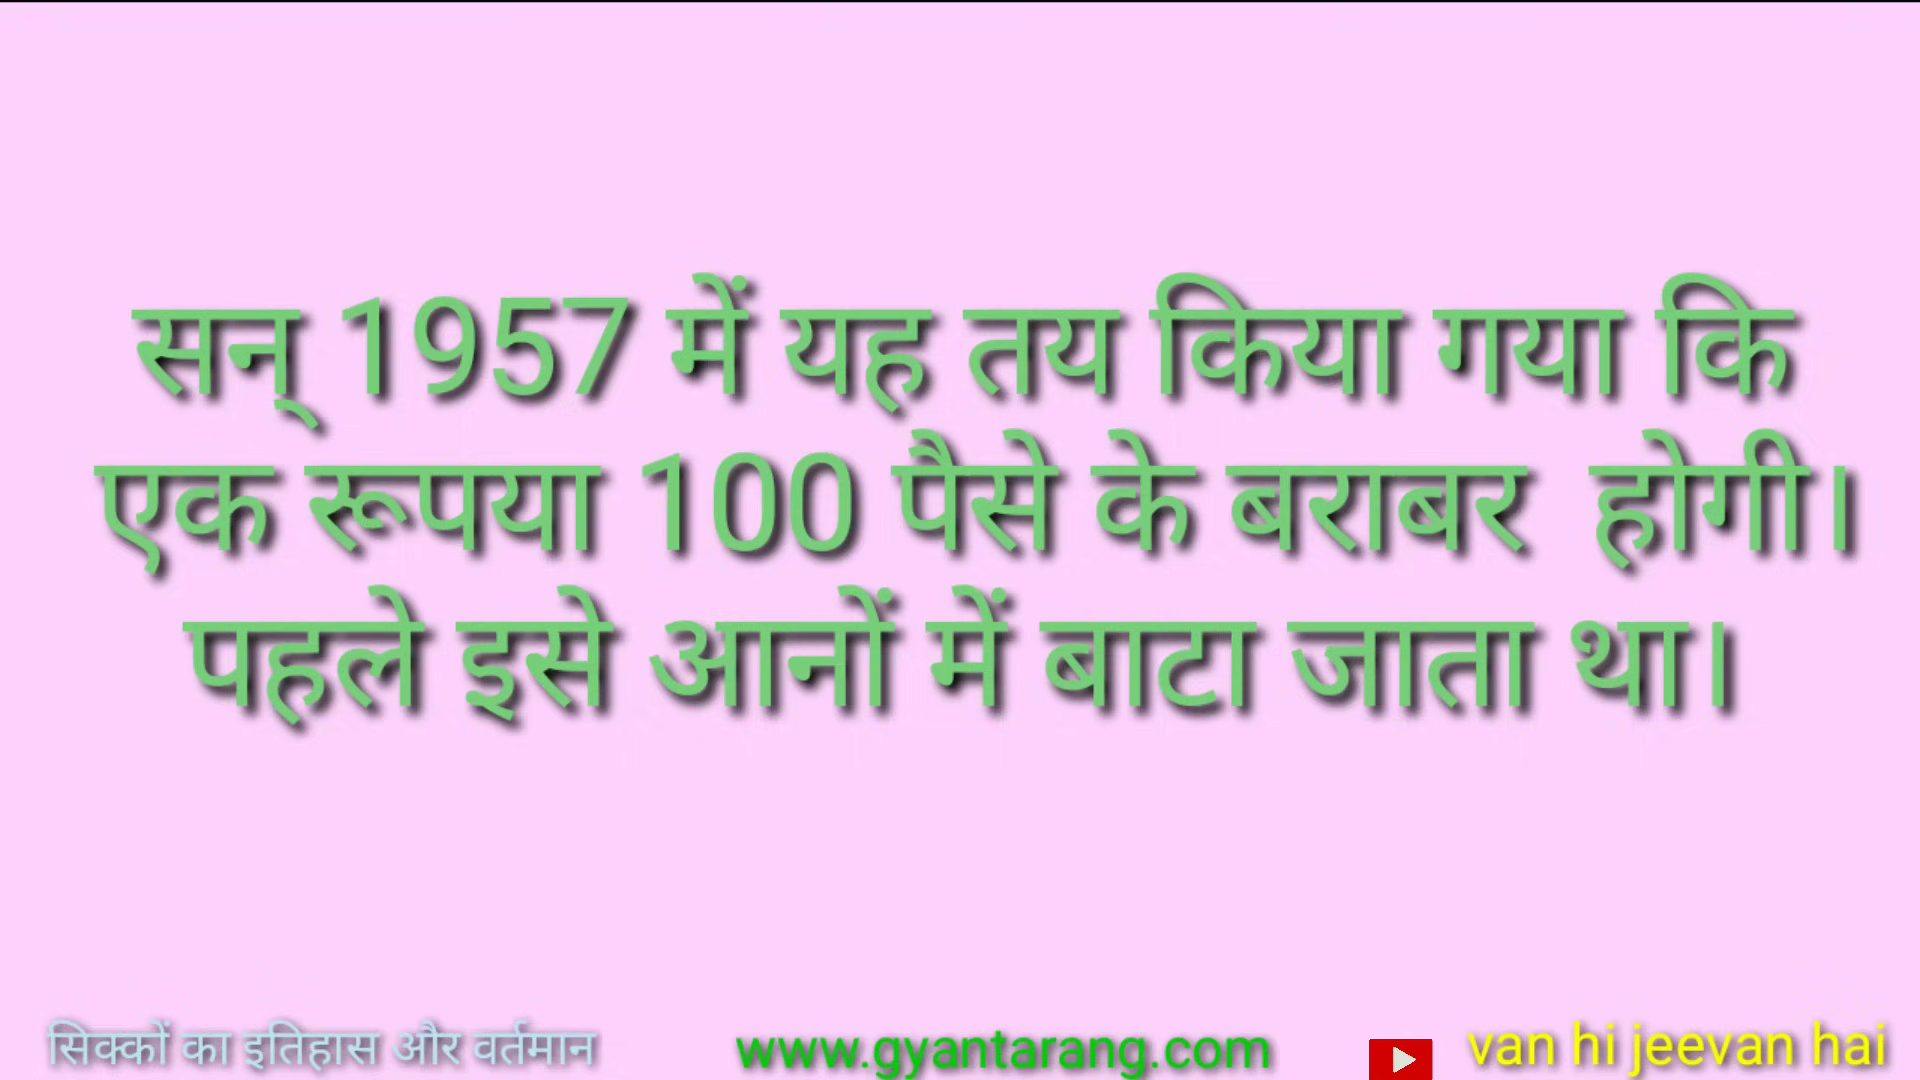 सन् 1957 में यह तय किया गया कि
एक रूपया 100 पैसे के बराबर  होगी।
पहले इसे आनों में बाटा जाता था।
सिक्कों का इतिहास और वर्तमान
www.gyantarang.com
van hi jeevan hai